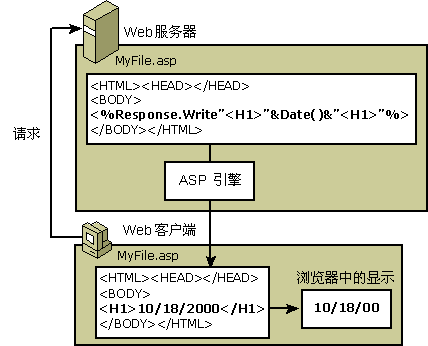 Web服务器
MyFile.asp
<HTML><HEAD></HEAD>
<BODY>
<%Response.Write"<H1>"&Date( )&"<H1>"%>
</BODY></HTML>
请求
ASP 引擎
Web客户端
MyFile.asp
<HTML><HEAD></HEAD>
<BODY>
<H1>10/18/2000</H1>
</BODY></HTML>
浏览器中的显示
10/18/00